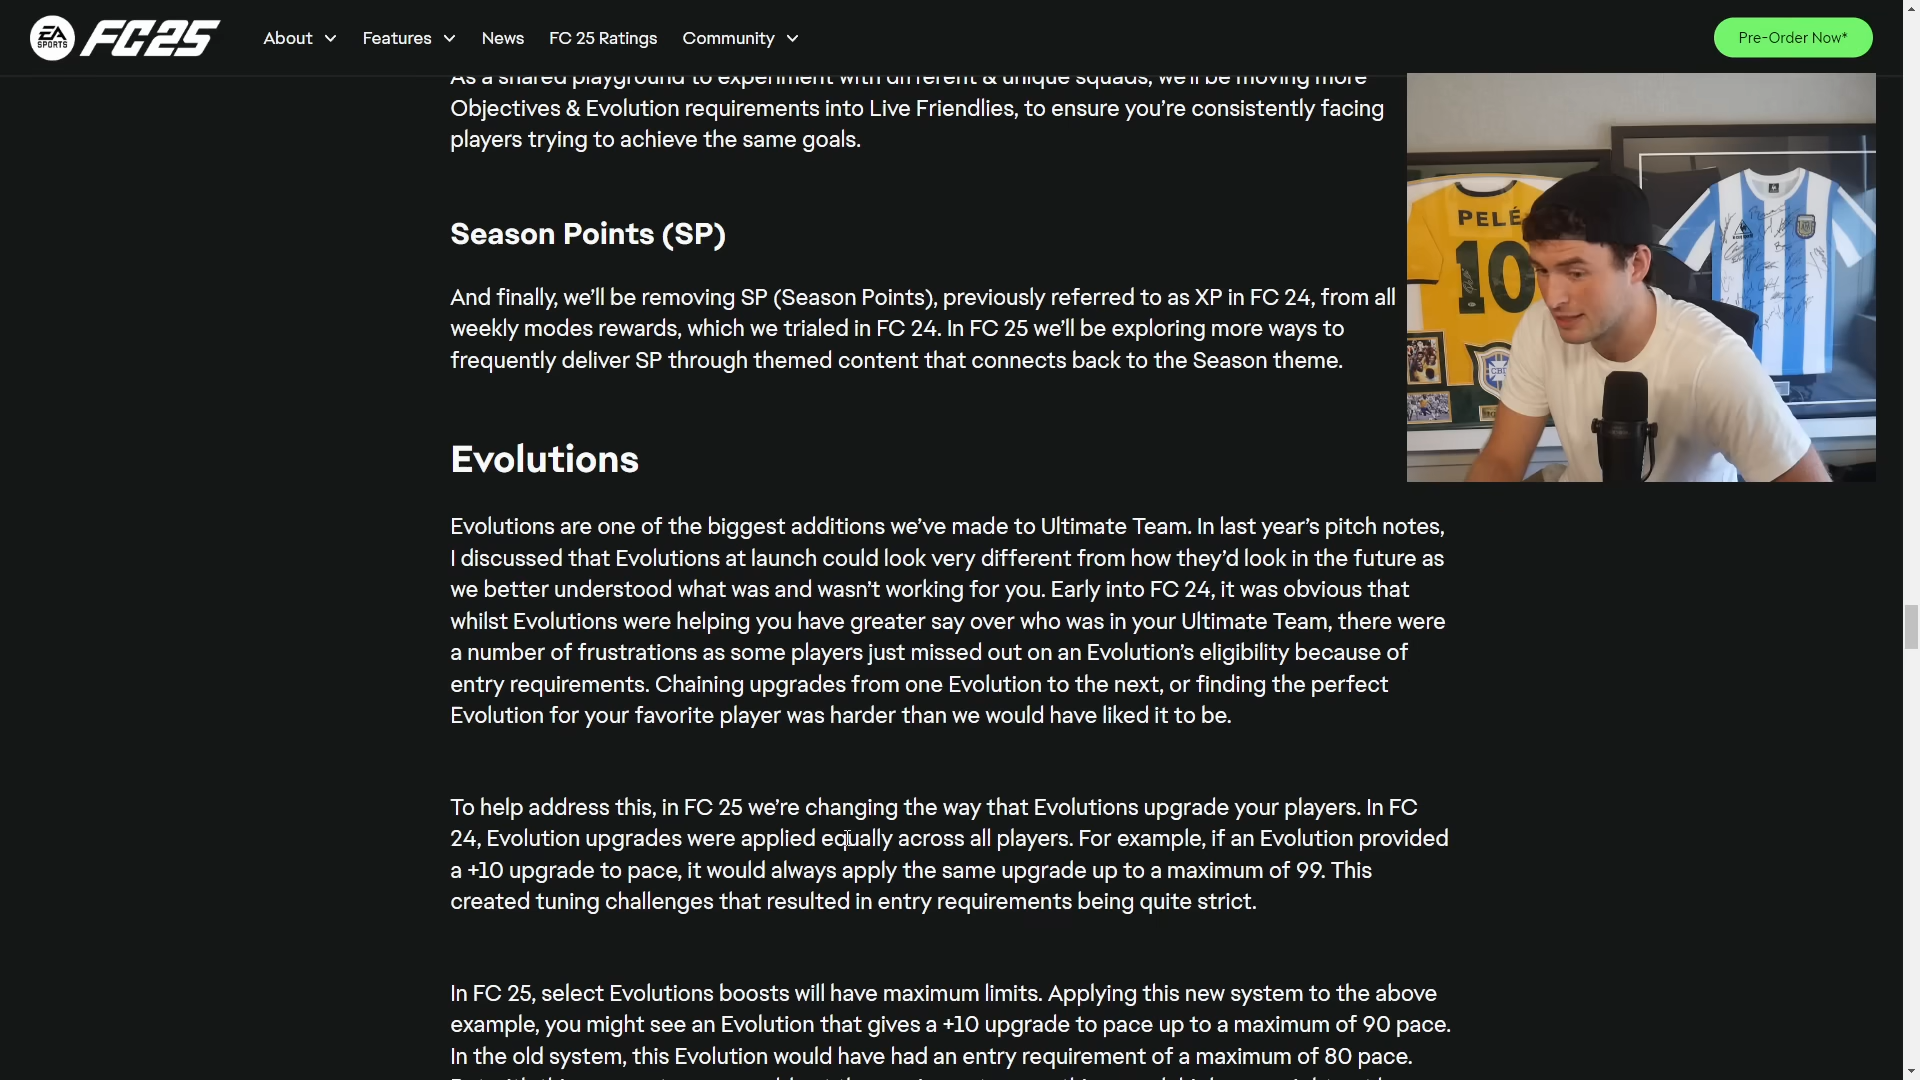 EA SPORTS FC 25 About Features News FC 25 Ratings Community Pre-Order Now*
As a shared playground to experiment with different & unique squads, we'll be moving more
Objectives & Evolution requirements into Live Friendlies, to ensure you're consistently facing
players trying to achieve the same goals.
PELÉ
10
Season Points (SP)
And finally, we'll be removing SP (Season Points), previously referred to as XP in FC 24, from all
weekly modes rewards, which we trialed in FC 24. In FC 25 we'll be exploring more ways to
frequently deliver SP through themed content that connects back to the Season theme.
Evolutions
Evolutions are one of the biggest additions we've made to Ultimate Team. In last year's pitch notes,
I discussed that Evolutions at launch could look very different from how they'd look in the future as
we better understood what was and wasn't working for you. Early into FC 24, it was obvious that
whilst Evolutions were helping you have greater say over who was in your Ultimate Team, there were
a number of frustrations as some players just missed out on an Evolution's eligibility because of
entry requirements. Chaining upgrades from one Evolution to the next, or finding the perfect
Evolution for your favorite player was harder than we would have liked it to be.
To help address this, in FC 25 we're changing the way that Evolutions upgrade your players. In FC
24, Evolution upgrades were applied equally across all players. For example, if an Evolution provided
a +10 upgrade to pace, it would always apply the same upgrade up to a maximum of 99. This
created tuning challenges that resulted in entry requirements being quite strict.
In FC 25, select Evolutions boosts will have maximum limits. Applying this new system to the above
example, you might see an Evolution that gives a +10 upgrade to pace up to a maximum of 90 pace.
In the old system, this Evolution would have had an entry requirement of a maximum of 80 pace.